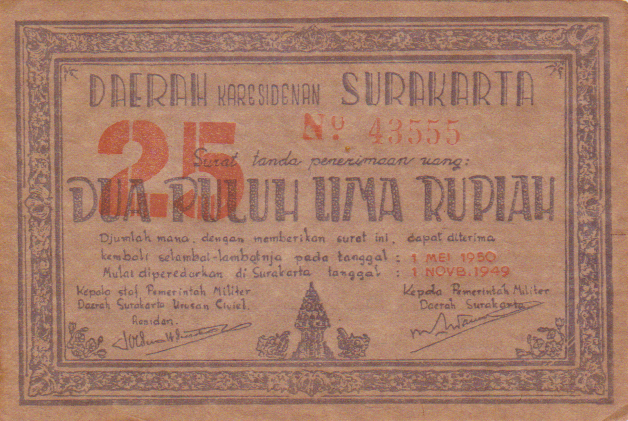 DAERAH KARESIDENAN SURAKARTA
25
No 43555
Surat tanda penerimaan uang:
DUA PULUH LIMA RUPIAH
Djumlah mana, dengan memberikan surat ini, dapat diterima
kembali selambat-lambatnja pada tanggal : 1 MEI 1950
Mulai diperedarkan di Surakarta tanggal : 1 NOVB. 1949
Kepala staf Pemerintah Militer
Daerah Surakarta Urusan Civiel.
Residen.
Kepala Pemerintah Militer
Daerah Surakarta